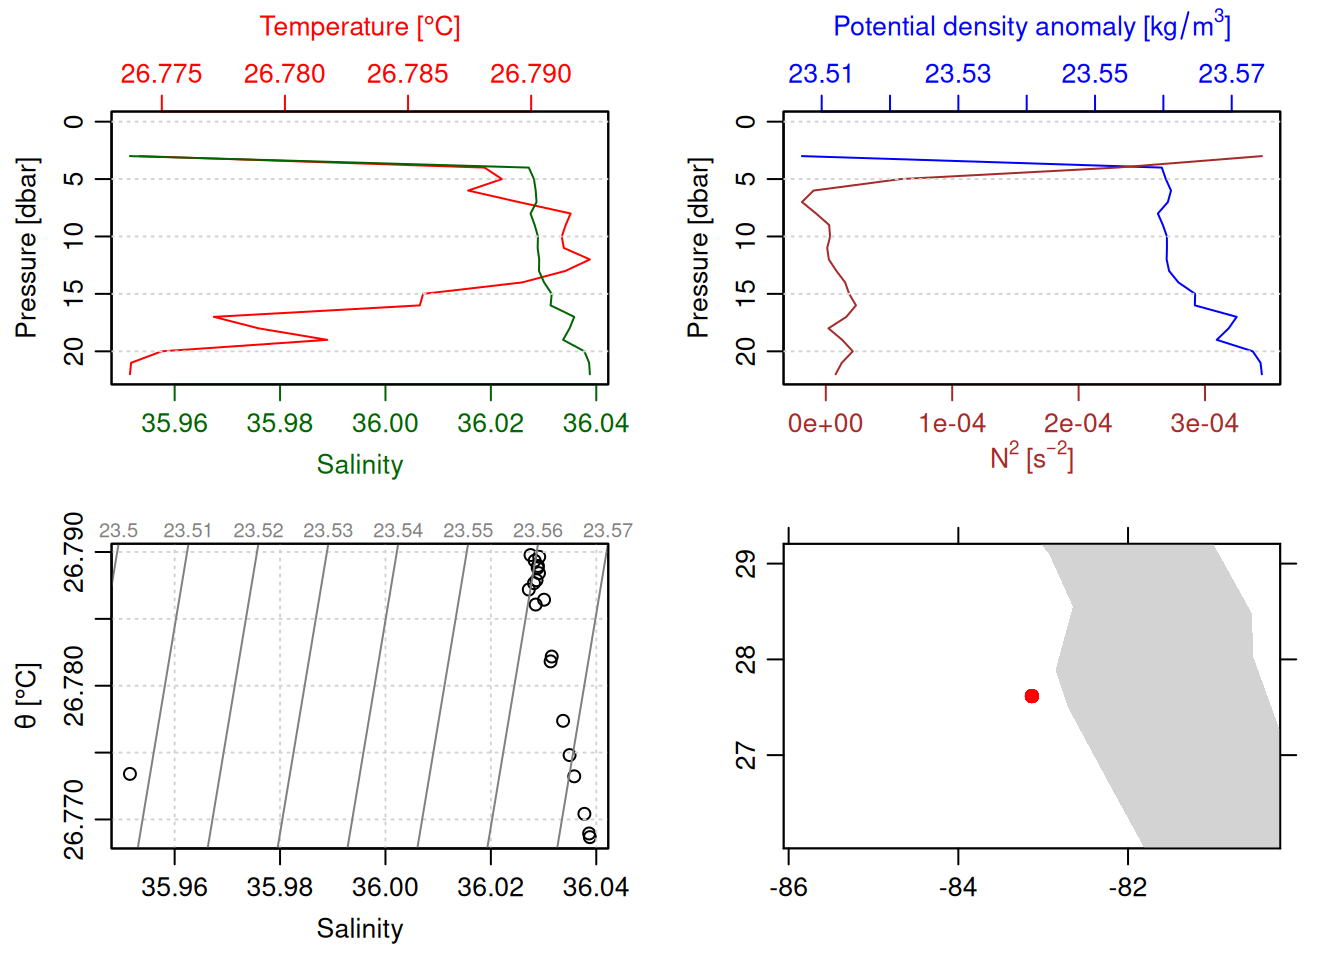 Temperature [°C]
26.775 26.780 26.785 26.790
0
5
10
15
20
Pressure [dbar]
35.96 35.98 36.00 36.02 36.04
Salinity
Potential density anomaly [kg/m³]
23.51 23.53 23.55 23.57
0
5
10
15
20
Pressure [dbar]
0e+00 1e-04 2e-04 3e-04
N² [s⁻²]
23.5 23.51 23.52 23.53 23.54 23.55 23.56 23.57
26.790
26.780
26.770
θ [°C]
35.96 35.98 36.00 36.02 36.04
Salinity
29
28
27
-86 -84 -82